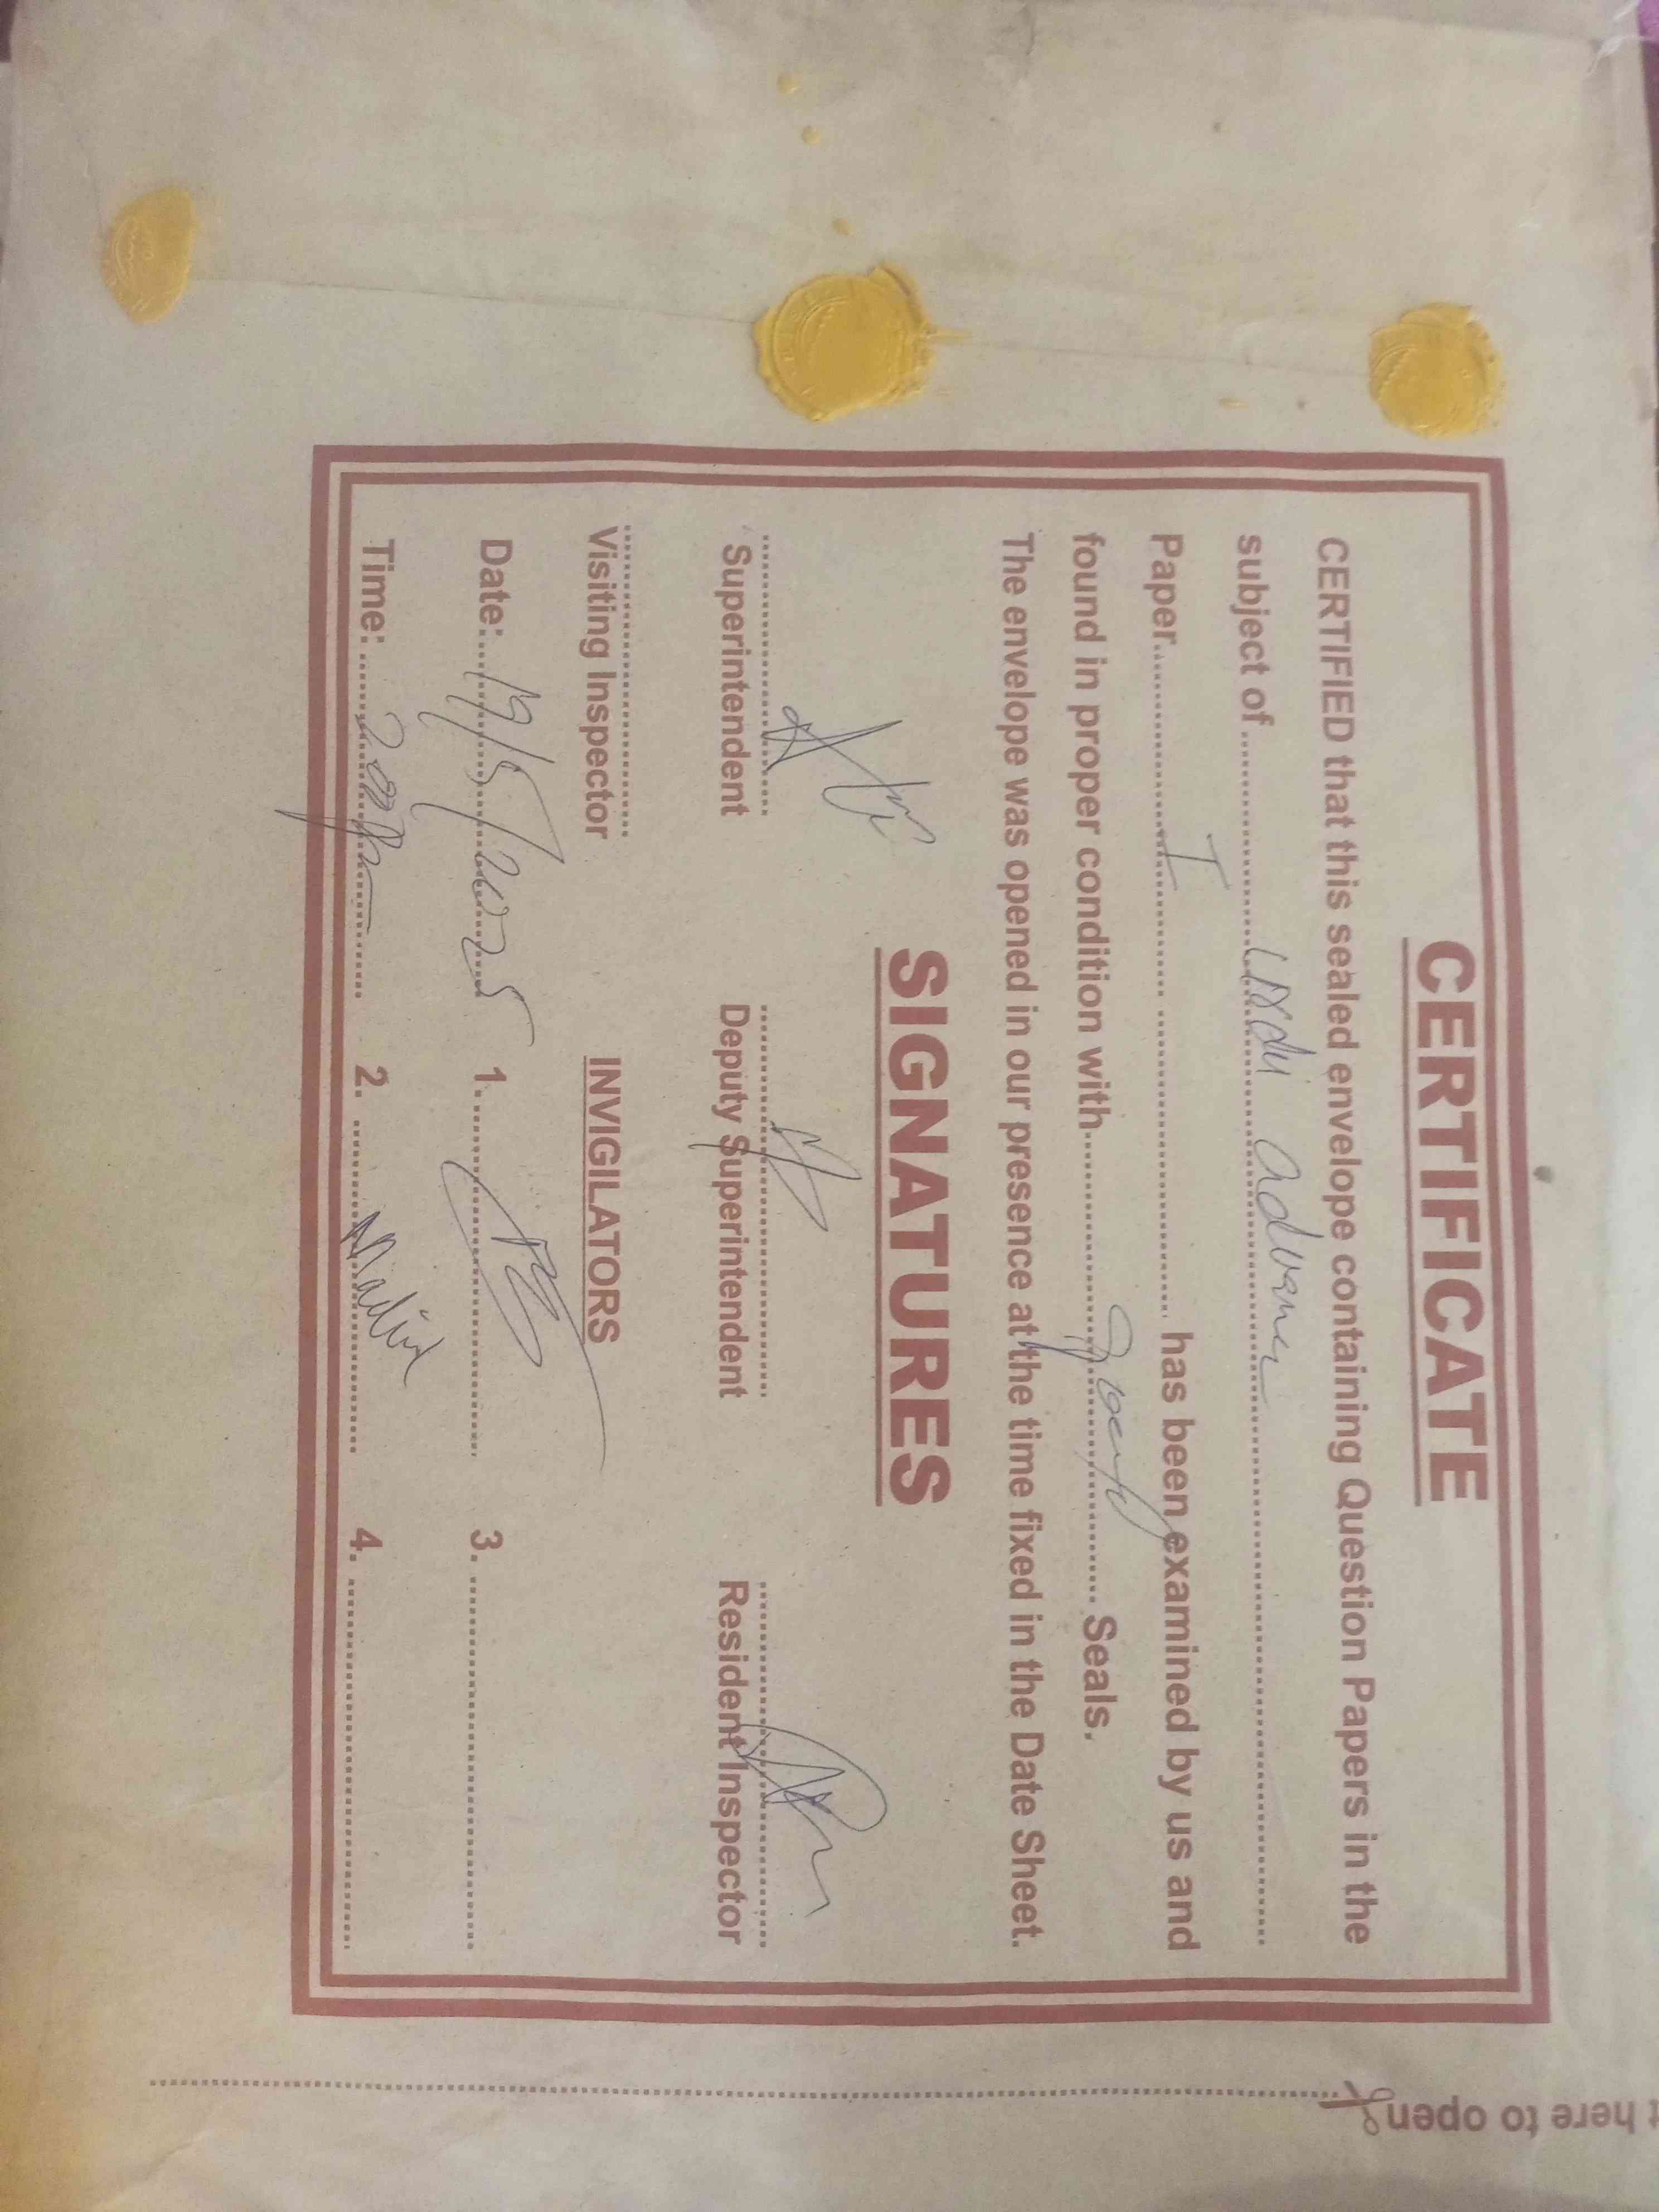 CERTIFICATE
CERTIFIED that this sealed envelope containing Question Papers in the
subject of Urdu advance
Paper I has been examined by us and
found in proper condition with Seals.
The envelope was opened in our presence at the time fixed in the Date Sheet.
SIGNATURES
Superintendent Deputy Superintendent Resident Inspector
Visiting Inspector INVIGILATORS
Date: 19/5/2025 1. 3.
Time: 2. 4.
t here to open